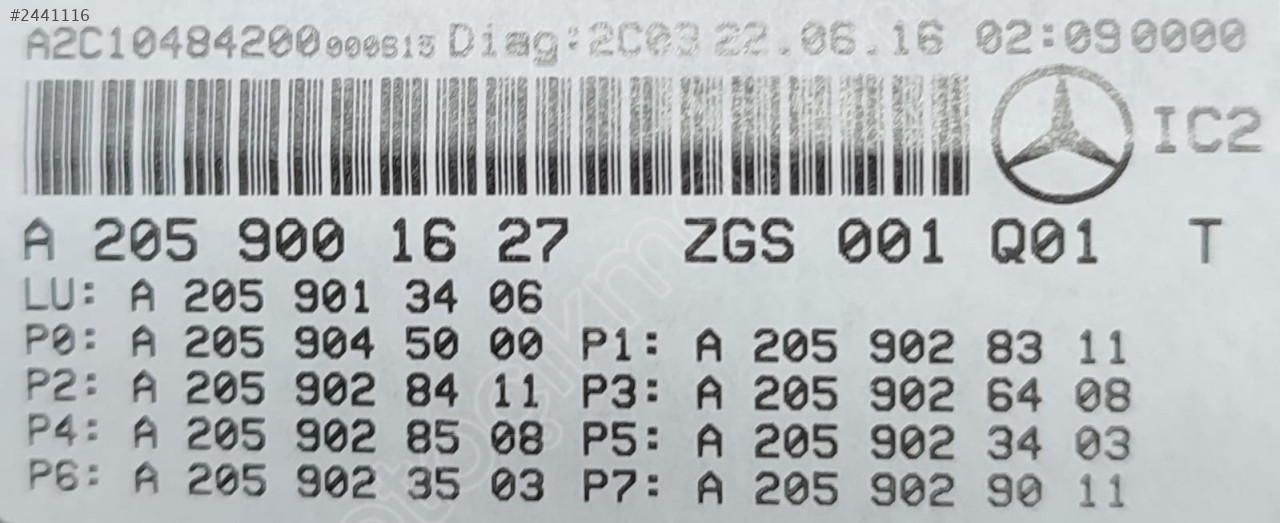 #2441116
A2C10484200000813 Diag:2C03 22.06.16 02:090000
IC2
A 205 900 16 27 ZGS 001 Q01 T
LU: A 205 901 34 06
P0: A 205 904 50 00 P1: A 205 902 83 11
P2: A 205 902 84 11 P3: A 205 902 64 08
P4: A 205 902 85 08 P5: A 205 902 34 03
P6: A 205 902 35 03 P7: A 205 902 90 11